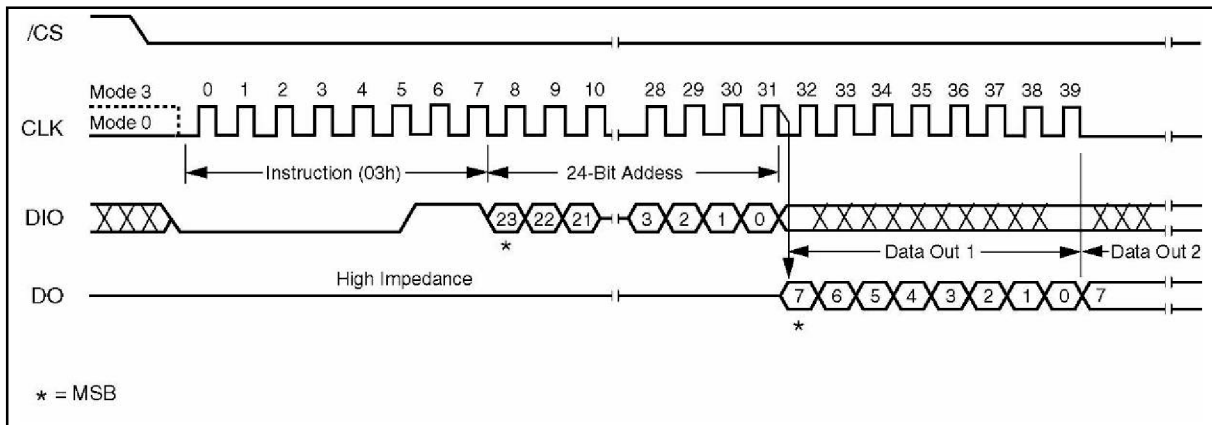 /CS
Mode 3
0 1 2 3 4 5 6 7 8 9 10 28 29 30 31 32 33 34 35 36 37 38 39
CLK
Mode 0
Instruction (03h) 24-Bit Addess
DIO
23 22 21 3 2 1 0
*
Data Out 1 Data Out 2
High Impedance
DO
7 6 5 4 3 2 1 0 7
*
* = MSB